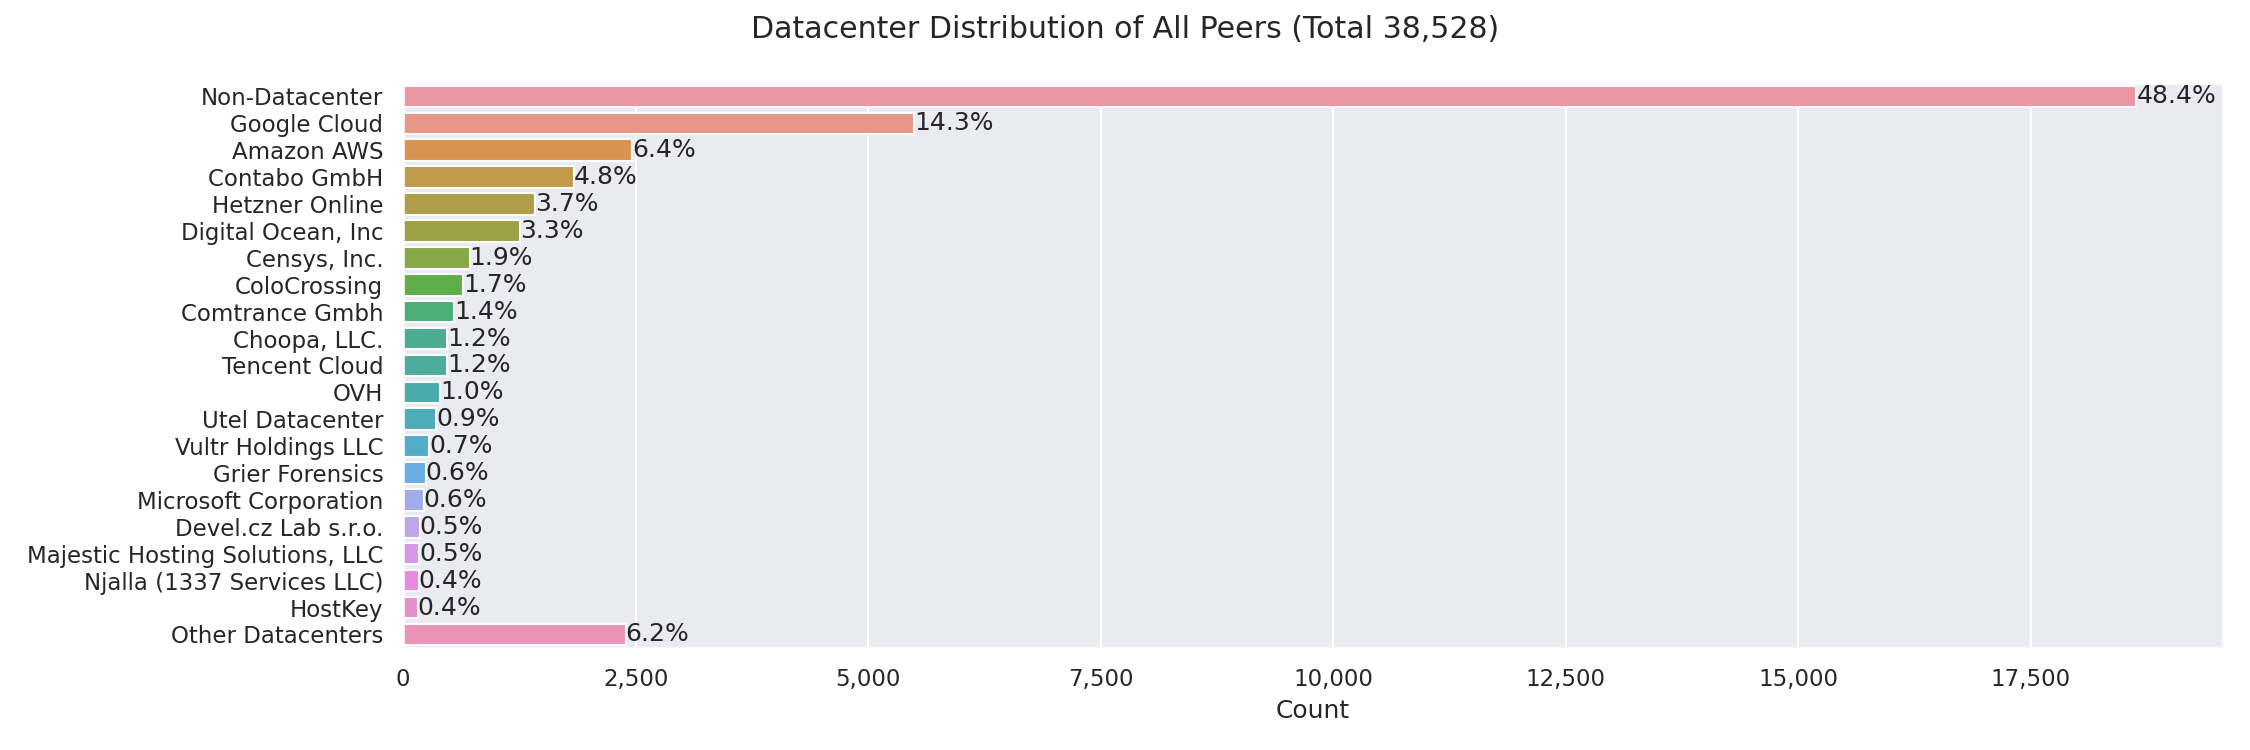 Datacenter Distribution of All Peers (Total 38,528)
Non-Datacenter 48.4%
Google Cloud 14.3%
Amazon AWS 6.4%
Contabo GmbH 4.8%
Hetzner Online 3.7%
Digital Ocean, Inc 3.3%
Censys, Inc. 1.9%
ColoCrossing 1.7%
Comtrance Gmbh 1.4%
Choopa, LLC. 1.2%
Tencent Cloud 1.2%
OVH 1.0%
Utel Datacenter 0.9%
Vultr Holdings LLC 0.7%
Grier Forensics 0.6%
Microsoft Corporation 0.6%
Devel.cz Lab s.r.o. 0.5%
Majestic Hosting Solutions, LLC 0.5%
Njalla (1337 Services LLC) 0.4%
HostKey 0.4%
Other Datacenters 6.2%
0 2,500 5,000 7,500 10,000 12,500 15,000 17,500
Count